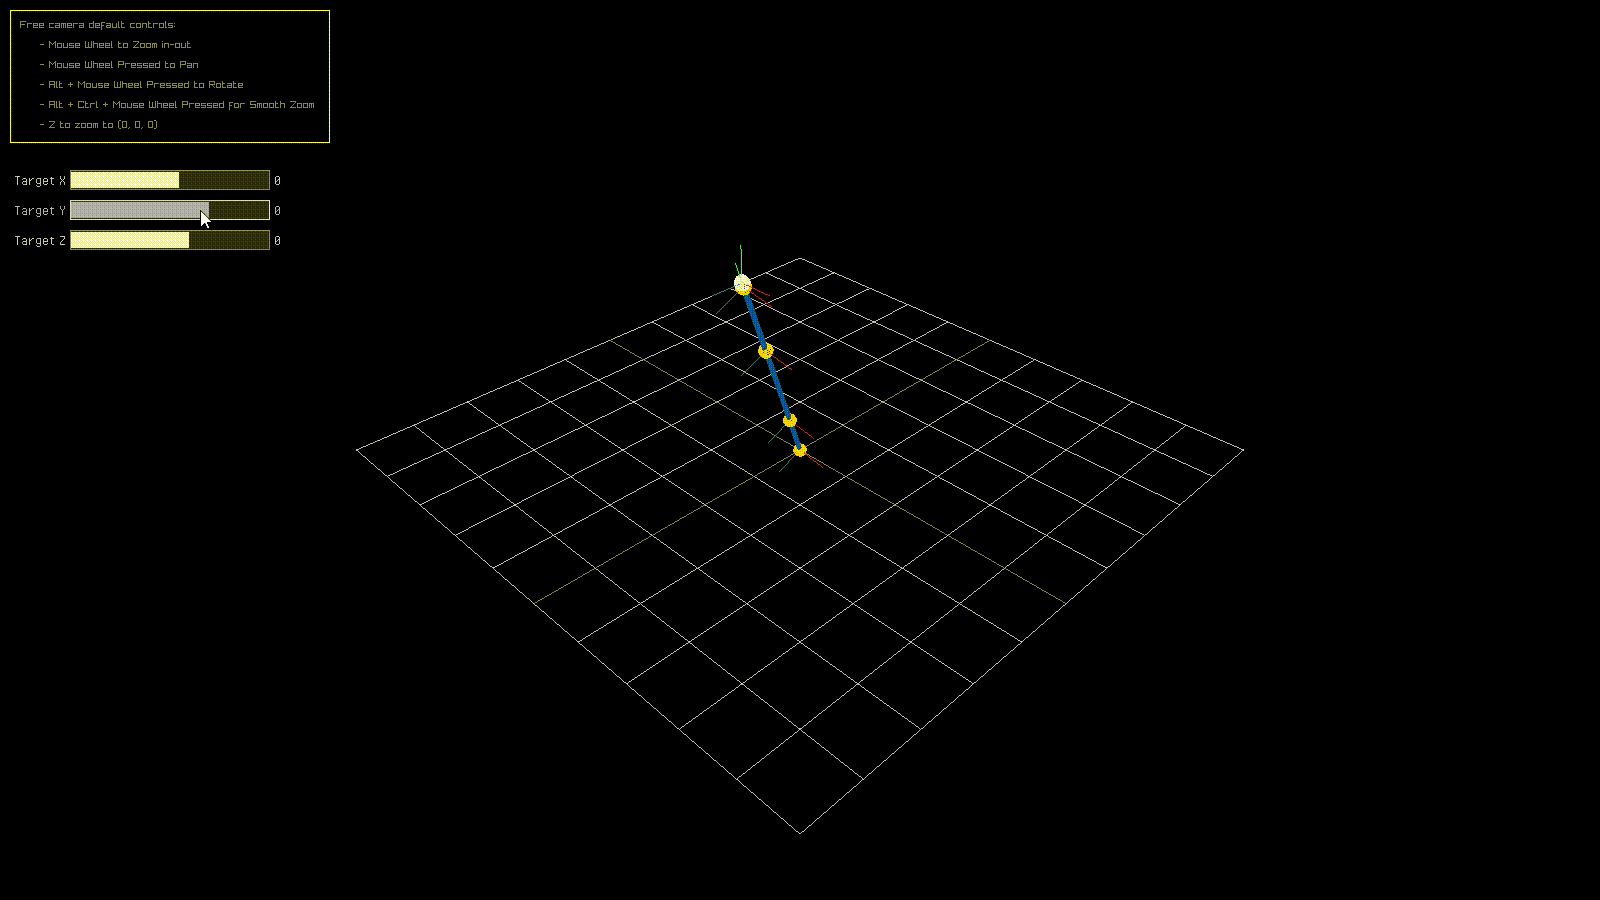 Free camera default controls:
- Mouse Wheel to Zoom in-out
- Mouse Wheel Pressed to Pan
- Alt + Mouse Wheel Pressed to Rotate
- Alt + Ctrl + Mouse Wheel Pressed for Smooth Zoom
- Z to zoom to (0, 0, 0)
Target X 0
Target Y 0
Target Z 0